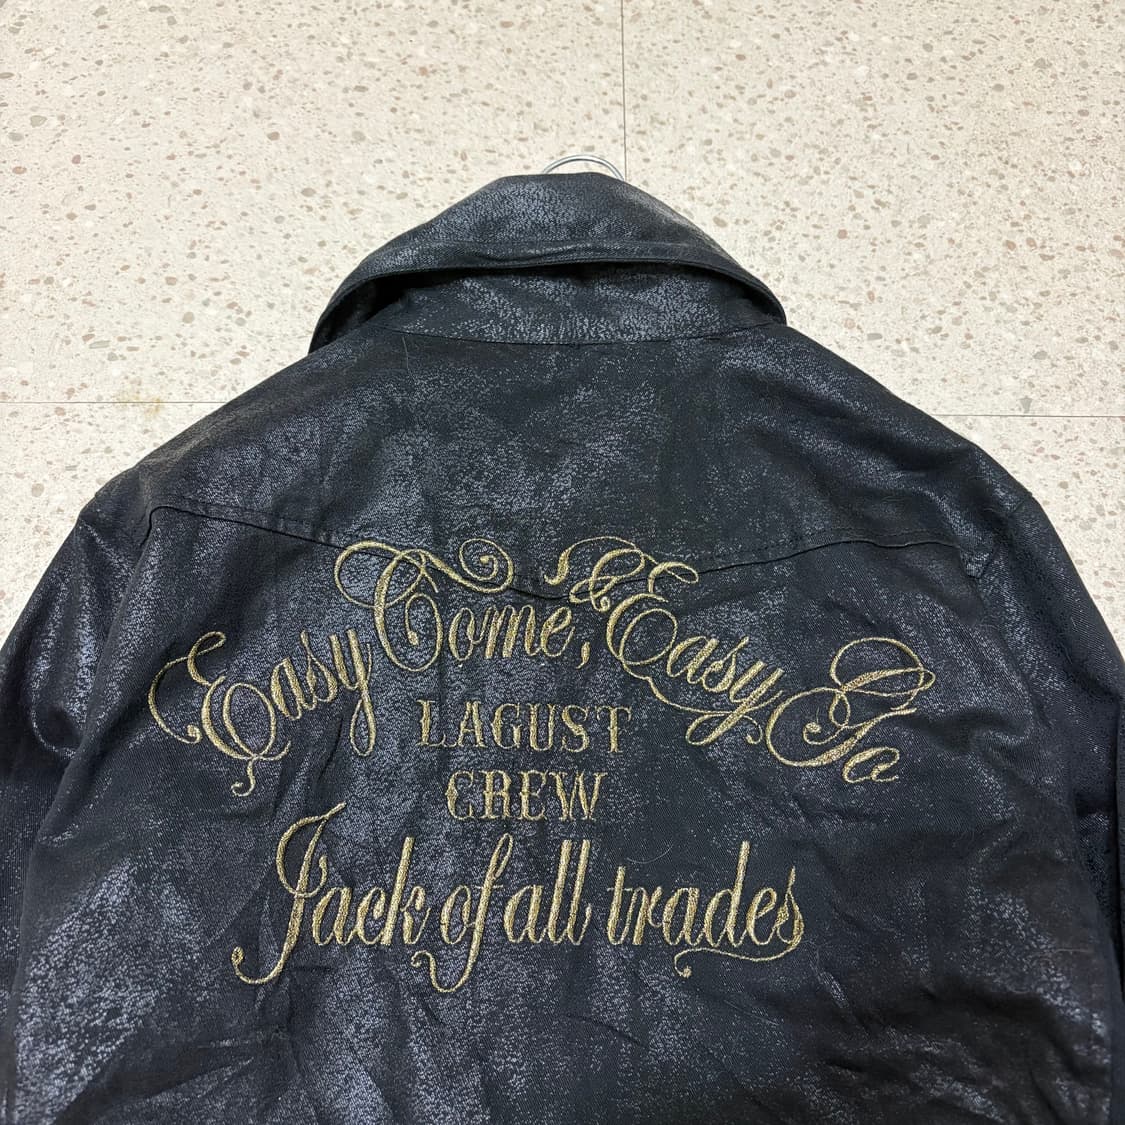 Easy Come, Easy Go
LAGUST
CREW
Jack of all trades